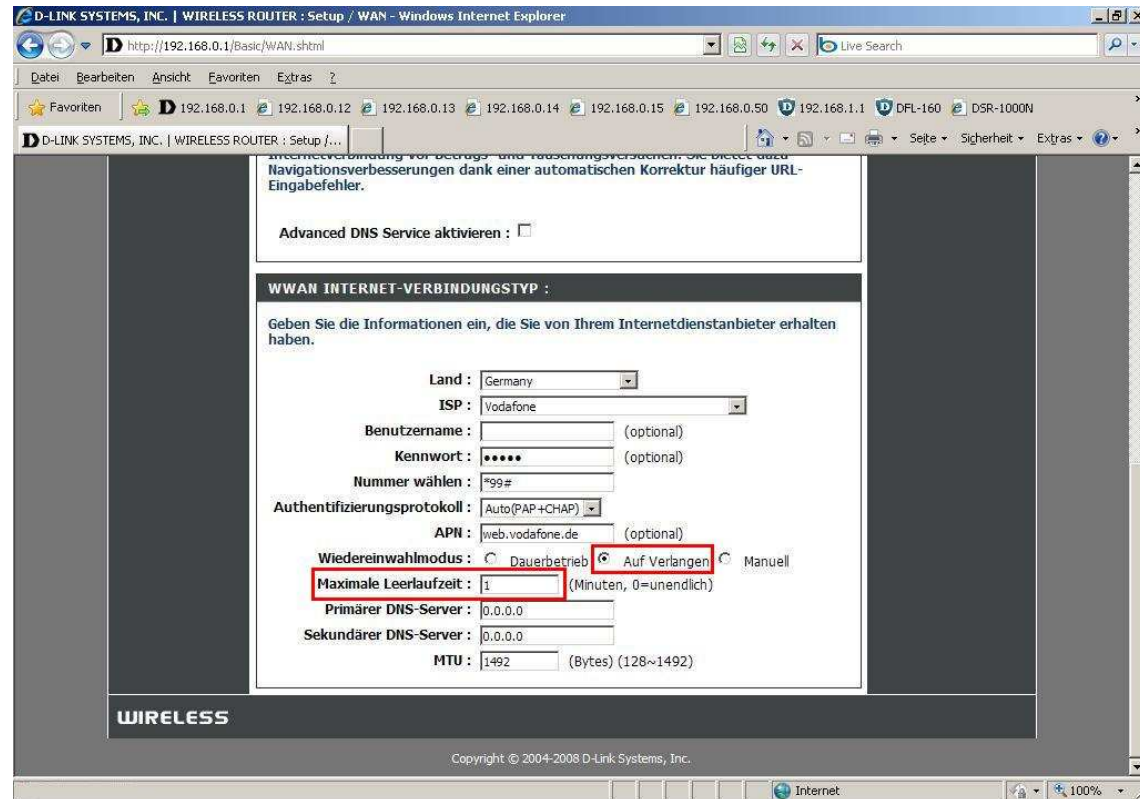 D-LINK SYSTEMS, INC. | WIRELESS ROUTER : Setup / WAN - Windows Internet Explorer
http://192.168.0.1/Basic/WAN.shtml
Live Search
Datei Bearbeiten Ansicht Favoriten Extras ?
Favoriten 192.168.0.1 192.168.0.12 192.168.0.13 192.168.0.14 192.168.0.15 192.168.0.50 192.168.1.1 DFL-160 DSR-1000N
D-LINK SYSTEMS, INC. | WIRELESS ROUTER : Setup /... Seite Sicherheit Extras
Internetverbindung vor Betrugs- und Täuschungsversuchen. Sie bietet dazu
Navigationsverbesserungen dank einer automatischen Korrektur häufiger URL-
Eingabefehler.
Advanced DNS Service aktivieren :
WWAN INTERNET-VERBINDUNGSTYP :
Geben Sie die Informationen ein, die Sie von Ihrem Internetdienstanbieter erhalten
haben.
Land : Germany
ISP : Vodafone
Benutzername : (optional)
Kennwort : ••••• (optional)
Nummer wählen : *99#
Authentifizierungsprotokoll : Auto(PAP+CHAP)
APN : web.vodafone.de (optional)
Wiedereinwahlmodus : Dauerbetrieb Auf Verlangen Manuell
Maximale Leerlaufzeit : 1 (Minuten, 0=unendlich)
Primärer DNS-Server : 0.0.0.0
Sekundärer DNS-Server : 0.0.0.0
MTU : 1492 (Bytes) (128~1492)
WIRELESS
Copyright © 2004-2008 D-Link Systems, Inc.
Internet 100%